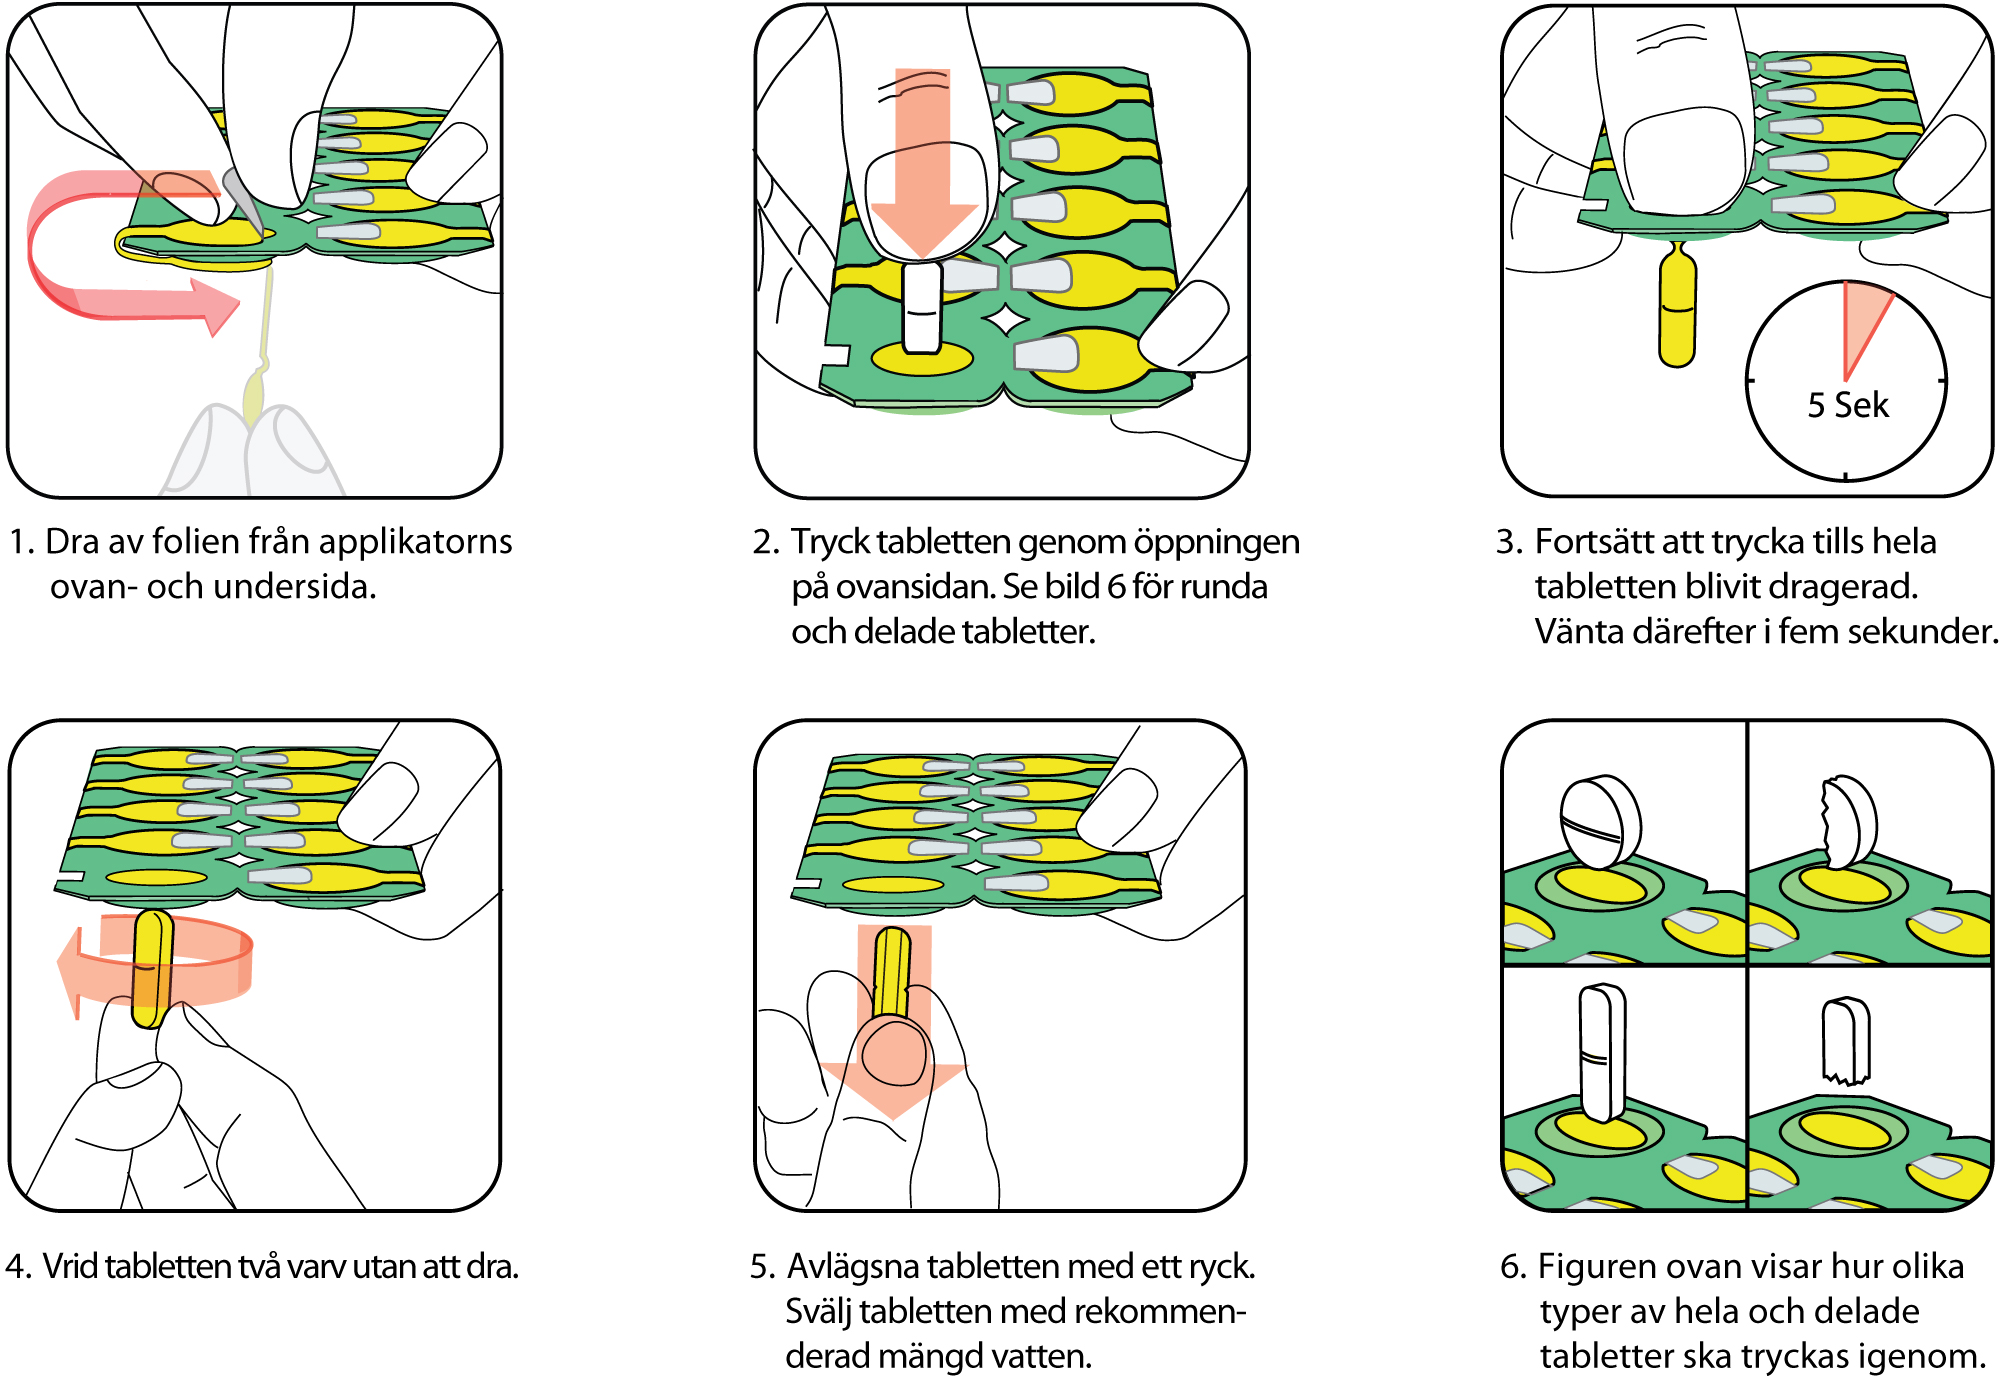 5 Sek
1. Dra av folien från applikatorns
ovan- och undersida.
2. Tryck tabletten genom öppningen
på ovansidan. Se bild 6 för runda
och delade tabletter.
3. Fortsätt att trycka tills hela
tabletten blivit dragerad.
Vänta därefter i fem sekunder.
4. Vrid tabletten två varv utan att dra.
5. Avlägsna tabletten med ett ryck.
Svälj tabletten med rekommen-
derad mängd vatten.
6. Figuren ovan visar hur olika
typer av hela och delade
tabletter ska tryckas igenom.